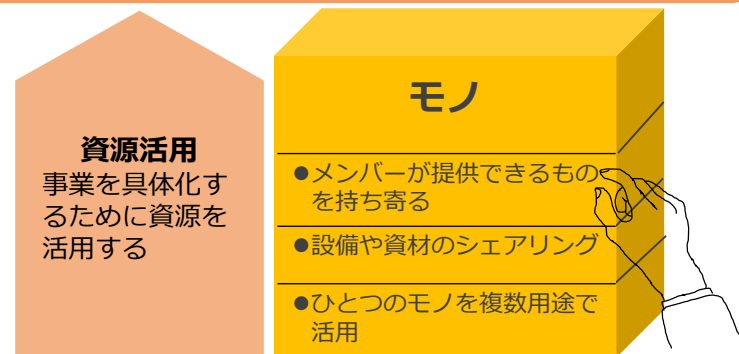 資源活用
事業を具体化す
るために資源を
活用する
モノ
●メンバーが提供できるもの
を持ち寄る
●設備や資材のシェアリング
●ひとつのモノを複数用途で
活用